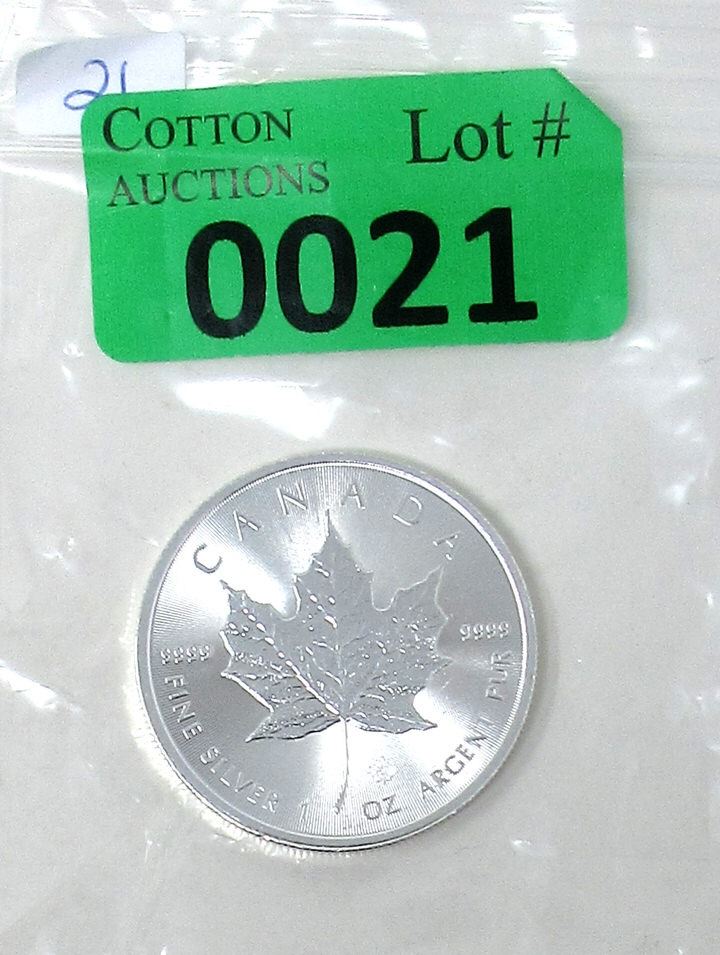 21
COTTON
AUCTIONS
Lot #
0021
CANADA
9999
9999
FINE SILVER 1 OZ ARGENT PUR